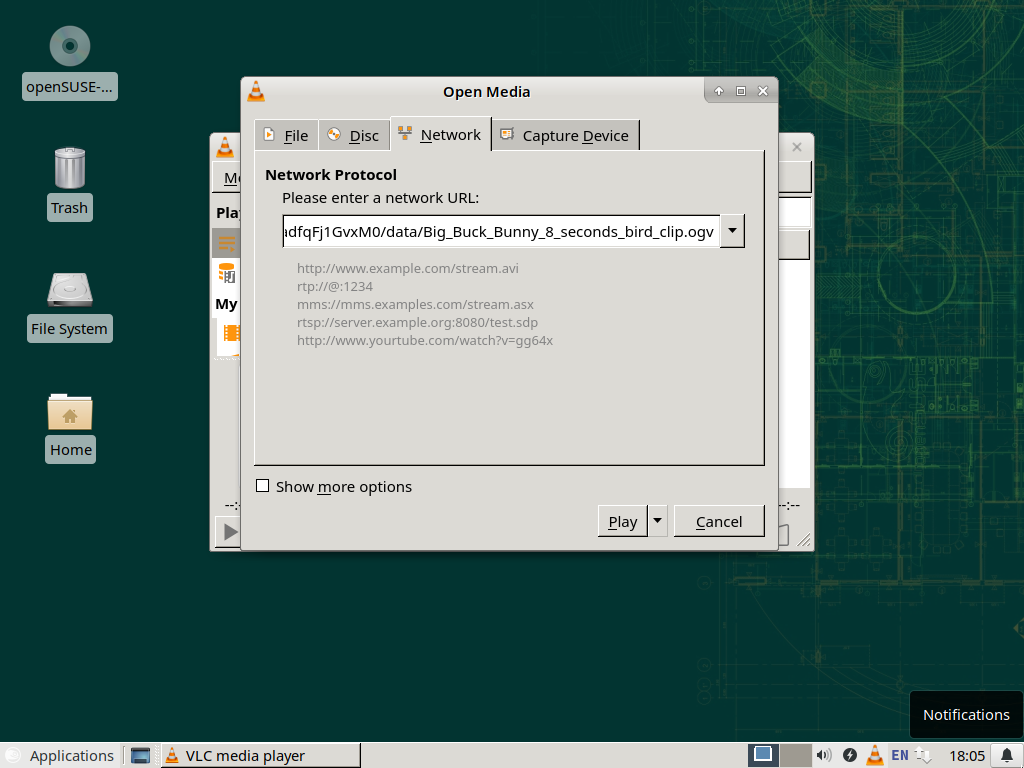 openSUSE-...
Trash
File System
Home
Open Media
File
Disc
Network
Capture Device
Network Protocol
Please enter a network URL:
adfqFj1GvxM0/data/Big_Buck_Bunny_8_seconds_bird_clip.ogv
http://www.example.com/stream.avi
rtp://@:1234
mms://mms.examples.com/stream.asx
rtsp://server.example.org:8080/test.sdp
http://www.yourtube.com/watch?v=gg64x
Show more options
Play
Cancel
My
--:--
Notifications
Applications
VLC media player
EN
18:05